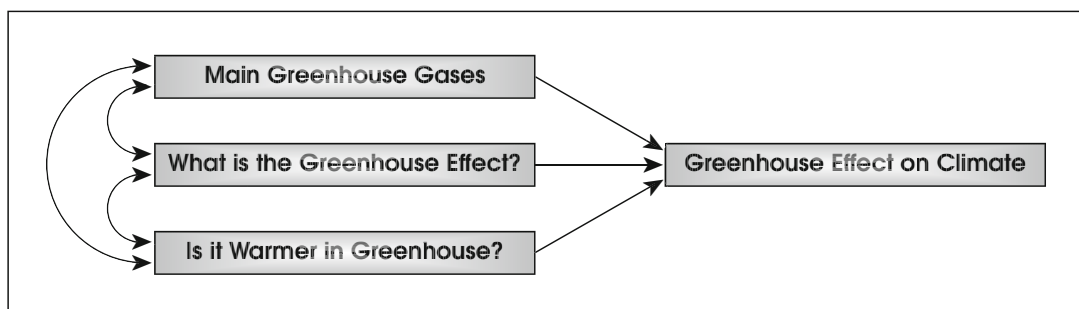 Main Greenhouse Gases
What is the Greenhouse Effect?
Greenhouse Effect on Climate
Is it Warmer in Greenhouse?